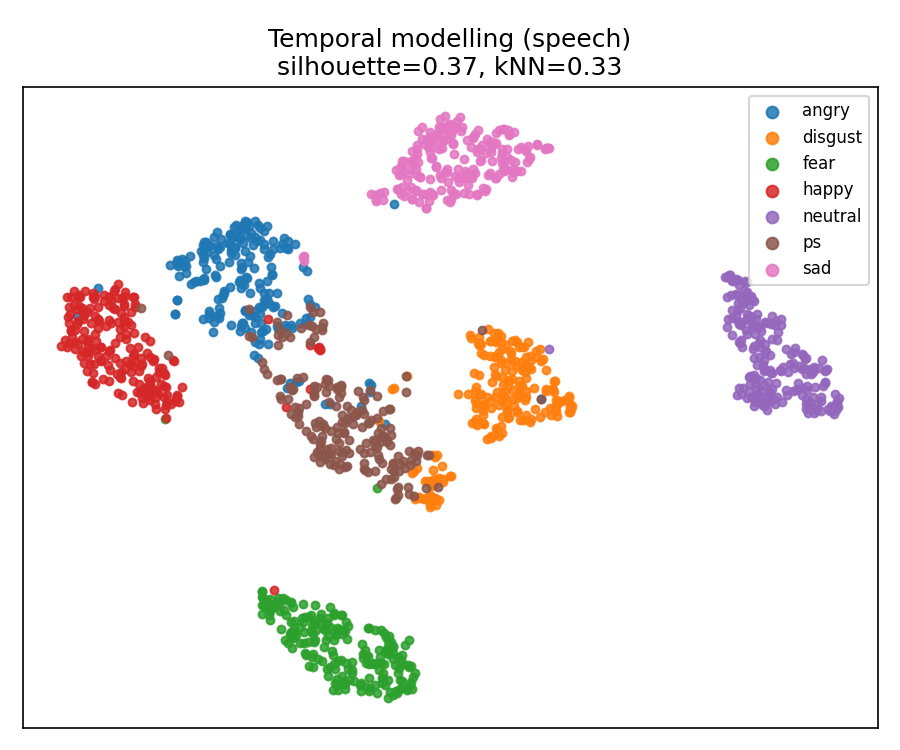 Temporal modelling (speech)
silhouette=0.37, kNN=0.33
angry
disgust
fear
happy
neutral
ps
sad